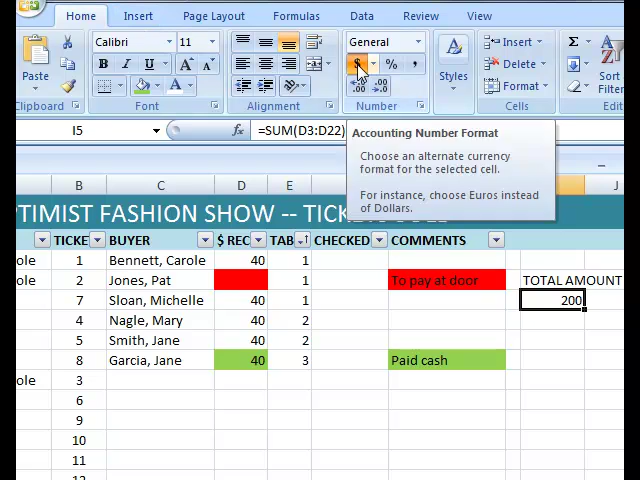 Home Insert Page Layout Formulas Data Review View
Calibri 11 General Insert Σ
Paste B I U A $ % , Styles Delete Sort
.00 .00 Format Filter
Clipboard Font Alignment Number Cells
I5 fx =SUM(D3:D22)
Accounting Number Format
Choose an alternate currency
format for the selected cell.
For instance, choose Euros instead
of Dollars.
B C D E J
OPTIMIST FASHION SHOW --
TICKE BUYER $ REC TAB CHECKED COMMENTS
ole 1 Bennett, Carole 40 1
ole 2 Jones, Pat 1 To pay at door TOTAL AMOUNT
7 Sloan, Michelle 40 1 200
4 Nagle, Mary 40 2
5 Smith, Jane 40 2
8 Garcia, Jane 40 3 Paid cash
ole 3
6
9
10
11
12